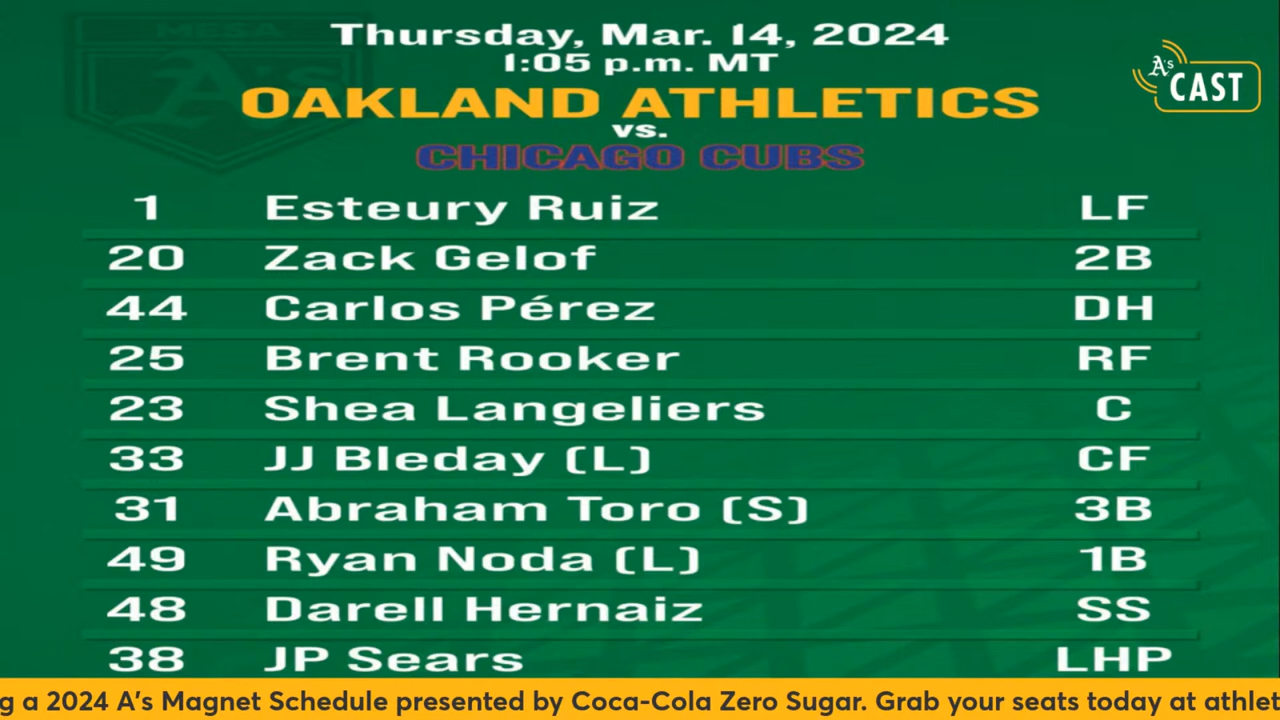 Thursday, Mar. 14, 2024
1:05 p.m. MT
OAKLAND ATHLETICS
vs.
CHICAGO CUBS
MESA
A's
A's
CAST
1 Esteury Ruiz LF
20 Zack Gelof 2B
44 Carlos Pérez DH
25 Brent Rooker RF
23 Shea Langeliers C
33 JJ Bleday (L) CF
31 Abraham Toro (S) 3B
49 Ryan Noda (L) 1B
48 Darell Hernaiz SS
38 JP Sears LHP
g a 2024 A's Magnet Schedule presented by Coca-Cola Zero Sugar. Grab your seats today at athlet